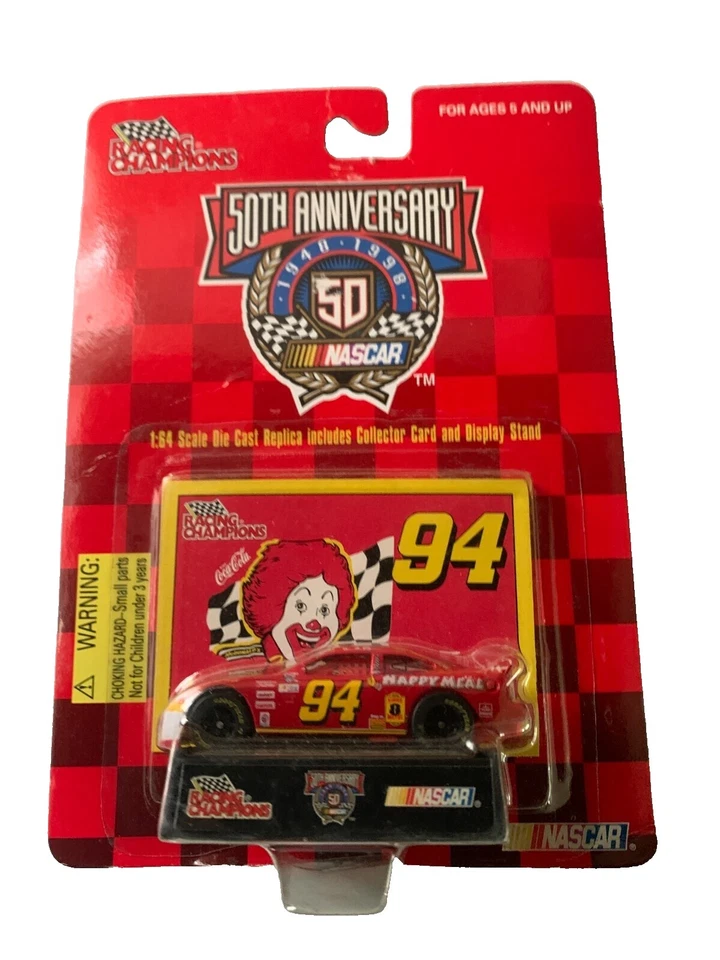 RACING CHAMPIONS®
FOR AGES 5 AND UP
50TH ANNIVERSARY
1948 · 1998
50
NASCAR
TM
1:64 Scale Die Cast Replica includes Collector Card and Display Stand
RACING CHAMPIONS
94
Coca-Cola
WARNING:
CHOKING HAZARD–Small parts
Not for Children under 3 years
HAPPY MEAL
94
8
RACING CHAMPIONS
50
NASCAR®
NASCAR®